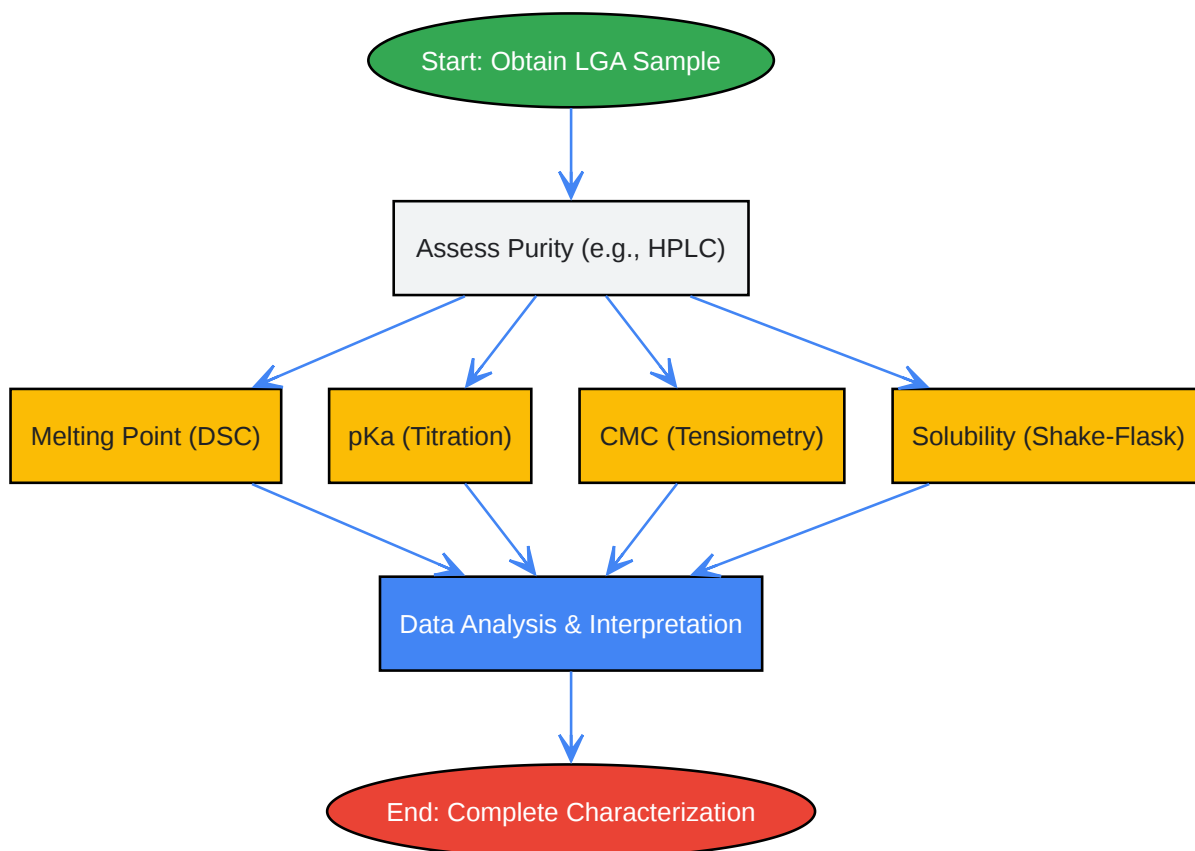 Start: Obtain LGA Sample
Assess Purity (e.g., HPLC)
Melting Point (DSC)
pKa (Titration)
CMC (Tensiometry)
Solubility (Shake-Flask)
Data Analysis & Interpretation
End: Complete Characterization